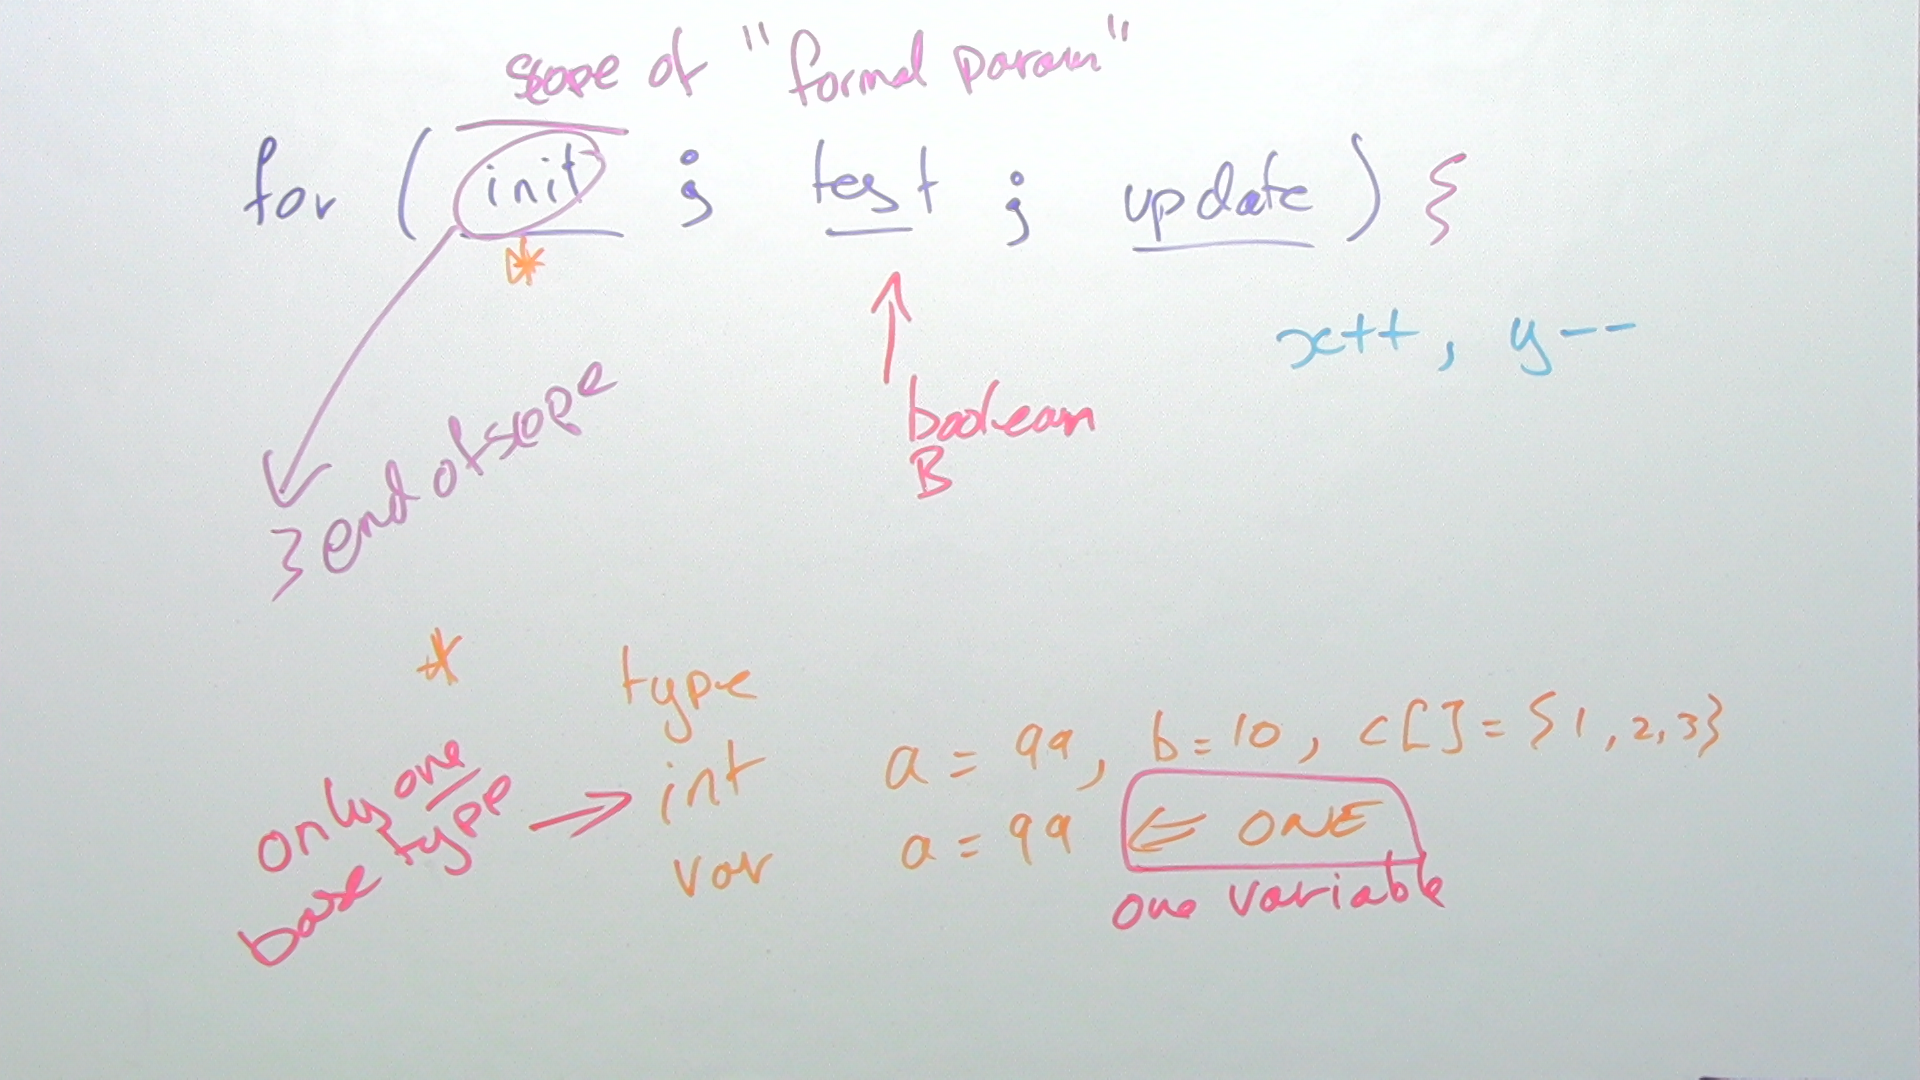 scope of "formal param"
for ( init ; test ; update ) {
x++, y--
boolean
B
} end of scope
*
type
int a = 99, b = 10, c[] = {1, 2, 3}
only one base type
var a = 99 ⇐ ONE
one variable